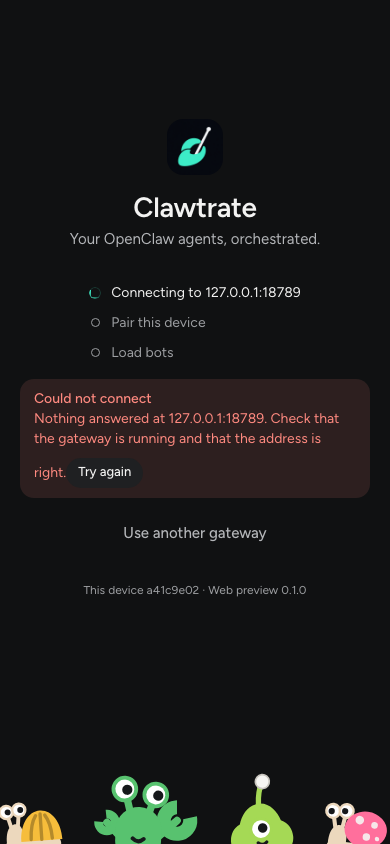 Clawtrate
Your OpenClaw agents, orchestrated.
Connecting to 127.0.0.1:18789
Pair this device
Load bots
Could not connect
Nothing answered at 127.0.0.1:18789. Check that
the gateway is running and that the address is
right. Try again
Use another gateway
This device a41c9e02 · Web preview 0.1.0